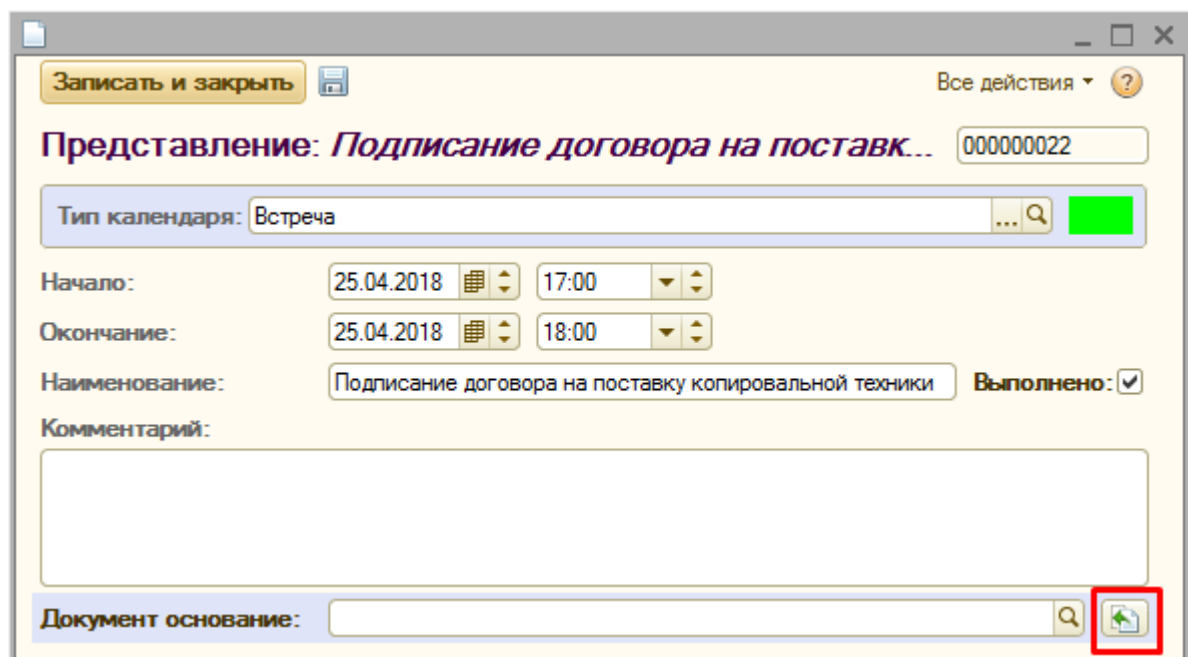 Записать и закрыть Все действия ?
Представление: Подписание договора на поставк... 000000022
Тип календаря: Встреча ...
Начало: 25.04.2018 17:00
Окончание: 25.04.2018 18:00
Наименование: Подписание договора на поставку копировальной техники Выполнено:
Комментарий:
Документ основание: